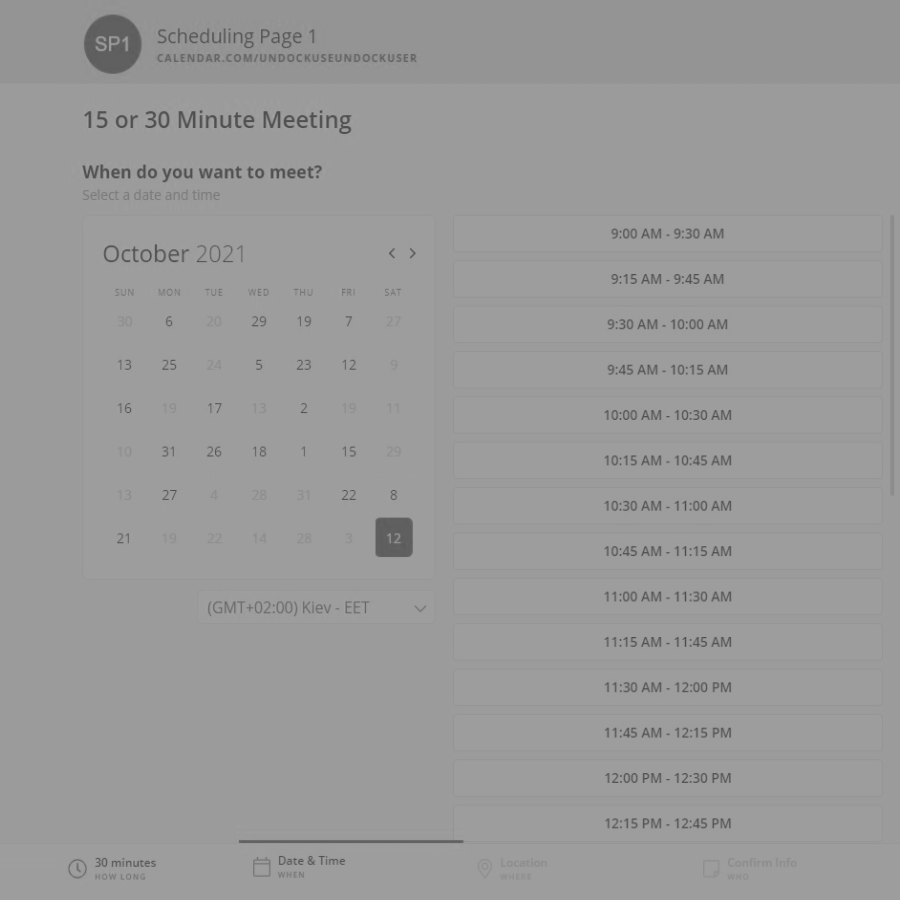 SP1
Scheduling Page 1
CALENDAR.COM/UNDOCKUSEUNDOCKUSER
15 or 30 Minute Meeting
When do you want to meet?
Select a date and time
October 2021
SUN MON TUE WED THU FRI SAT
30 6 20 29 19 7 27
13 25 24 5 23 12 9
16 19 17 13 2 19 11
10 31 26 18 1 15 29
13 27 4 28 31 22 8
21 19 22 14 28 3 12
(GMT+02:00) Kiev - EET
9:00 AM - 9:30 AM
9:15 AM - 9:45 AM
9:30 AM - 10:00 AM
9:45 AM - 10:15 AM
10:00 AM - 10:30 AM
10:15 AM - 10:45 AM
10:30 AM - 11:00 AM
10:45 AM - 11:15 AM
11:00 AM - 11:30 AM
11:15 AM - 11:45 AM
11:30 AM - 12:00 PM
11:45 AM - 12:15 PM
12:00 PM - 12:30 PM
12:15 PM - 12:45 PM
30 minutes
HOW LONG
Date & Time
WHEN
Location
WHERE
Confirm Info
WHO